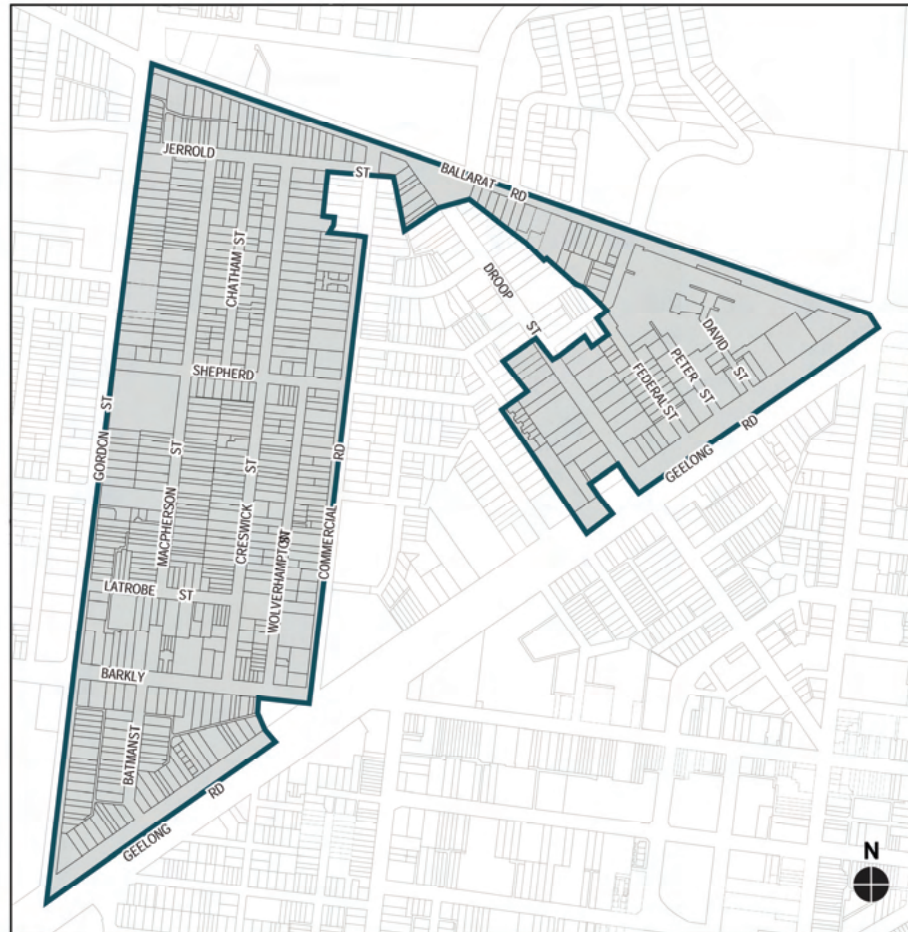 JERROLD ST
BALLARAT RD
CHATHAM ST
DROOP ST
DAVID ST
PETER ST
FEDERAL ST
SHEPHERD
GORDON ST
MACPHERSON ST
CRESWICK ST
WOLVERHAMPTON ST
COMMERCIAL RD
GEELONG RD
LATROBE ST
BARKLY
BATMAN ST
GEELONG RD
N